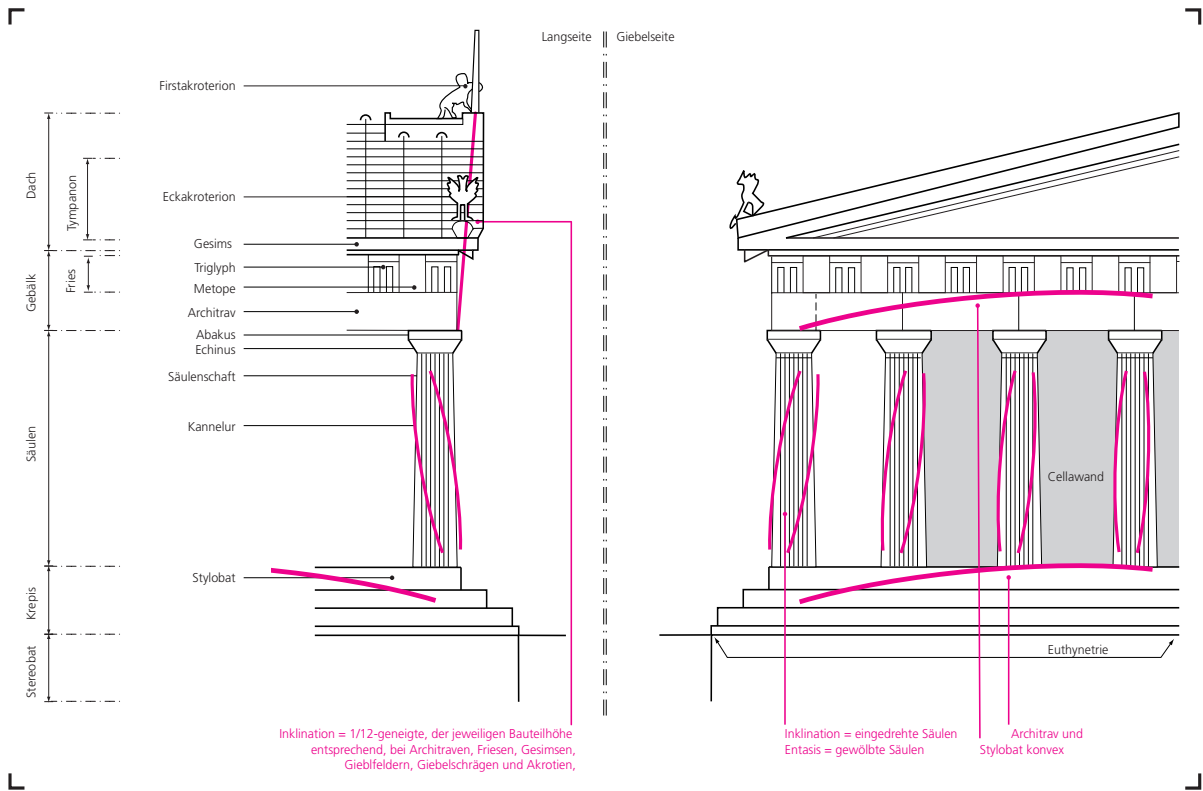 Langseite
Giebelseite
Firstakroterion
Eckakroterion
Gesims
Triglyph
Metope
Architrav
Abakus
Echinus
Säulenschaft
Kannelur
Stylobat
Dach
Tympanon
Gebälk
Fries
Säulen
Krepis
Stereobat
Cellawand
Euthynetrie
Inklination = 1/12-geneigte, der jeweiligen Bauteilhöhe
entsprechend, bei Architraven, Friesen, Gesimsen,
Gieblfeldern, Giebelschrägen und Akrotien,
Inklination = eingedrehte Säulen
Entasis = gewölbte Säulen
Architrav und
Stylobat konvex